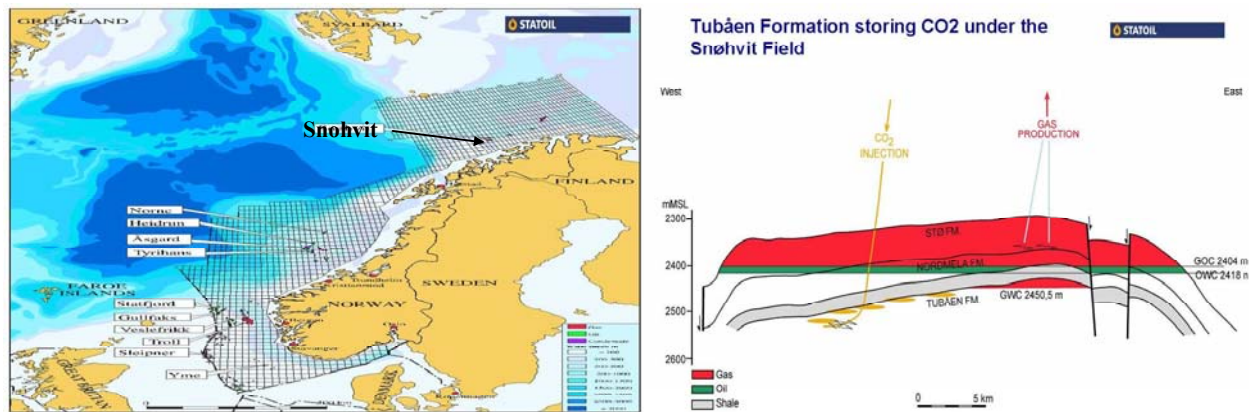 GREENLAND
SVALBARD
STATOIL
Snohvit
FINLAND
Norne
Heidrun
Åsgard
Tyrihans
FAROE
ISLANDS
SWEDEN
NORWAY
Statfjord
Gullfaks
Veslefrikk
Troll
Sleipner
Yme
GREAT BRITAIN
DENMARK
Tubåen Formation storing CO2 under the
Snøhvit Field
STATOIL
West
East
CO2
INJECTION
GAS
PRODUCTION
mMSL
2300
2400
2500
2600
STØ FM.
NORDMELA FM.
TUBÅEN FM.
GOC 2404 m
OWC 2418 m
GWC 2450,5 m
Gas
Oil
Shale
0
5 km